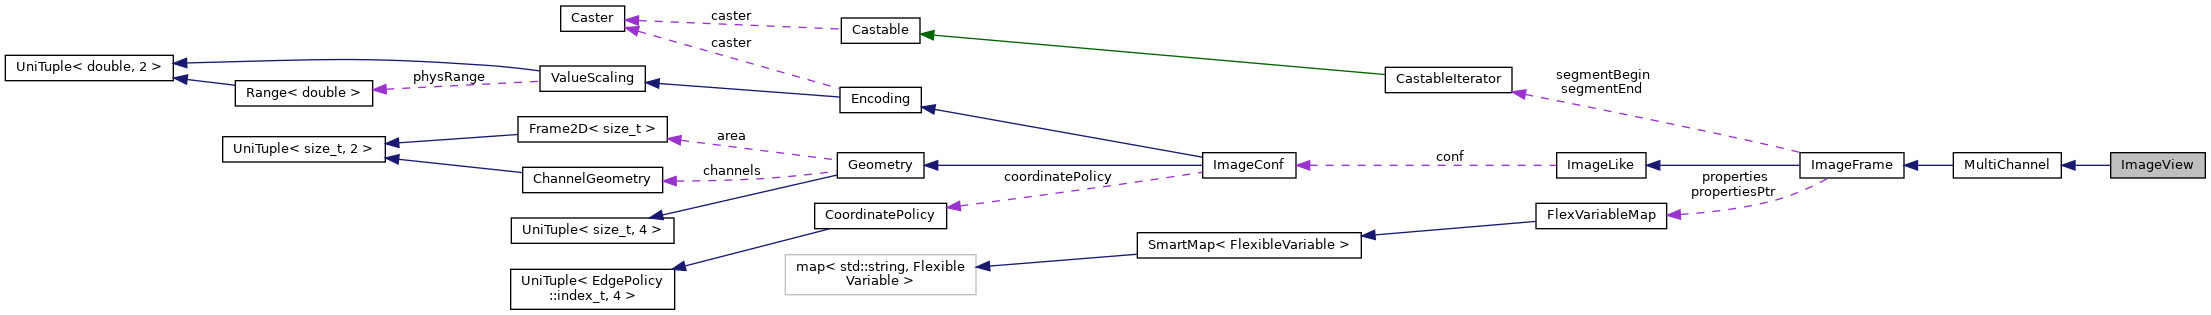 Caster
caster
Castable
caster
UniTuple< double, 2 >
physRange
ValueScaling
Range< double >
Encoding
CastableIterator
segmentBegin
segmentEnd
Frame2D< size_t >
UniTuple< size_t, 2 >
area
ChannelGeometry
channels
Geometry
ImageConf
conf
ImageLike
ImageFrame
MultiChannel
ImageView
coordinatePolicy
properties
propertiesPtr
UniTuple< size_t, 4 >
CoordinatePolicy
FlexVariableMap
SmartMap< FlexibleVariable >
UniTuple< EdgePolicy
::index_t, 4 >
map< std::string, Flexible
Variable >